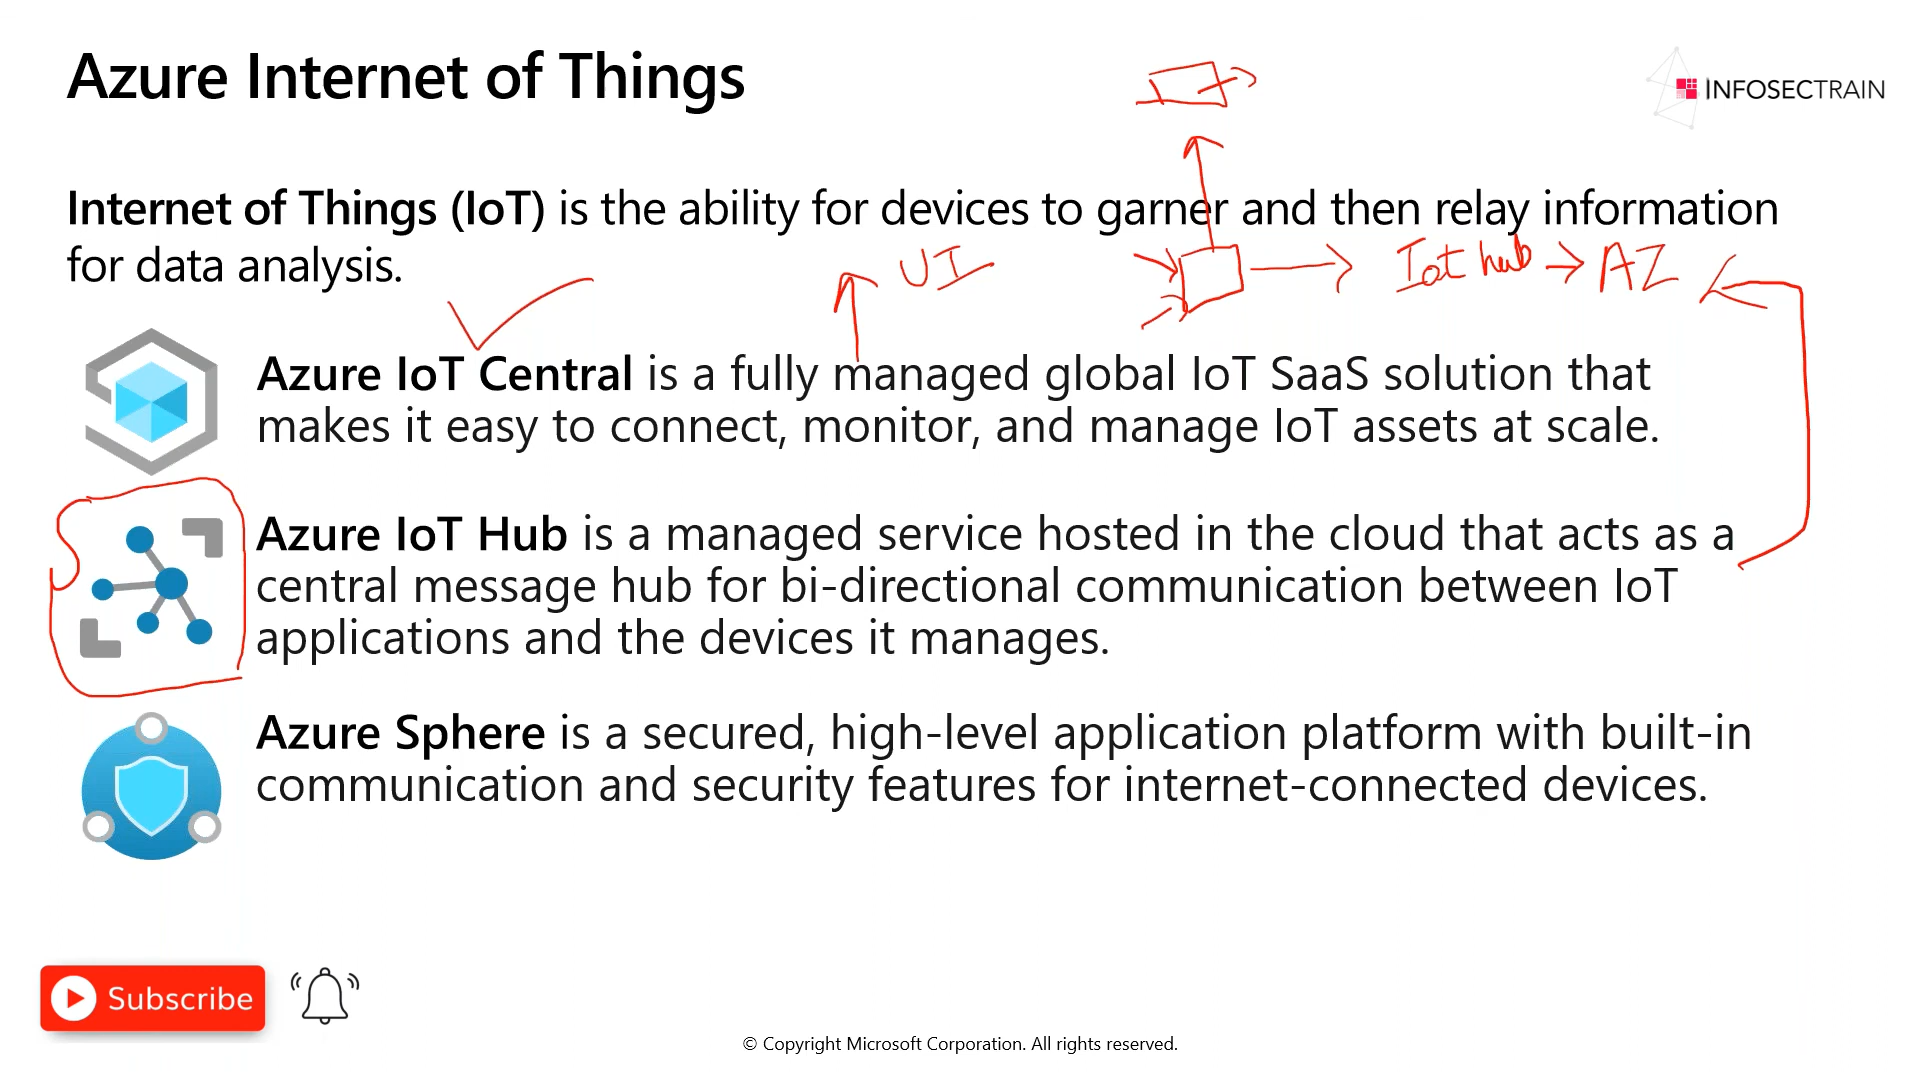 Azure Internet of Things
INFOSECTRAIN
Internet of Things (IoT) is the ability for devices to garner and then relay information
for data analysis.
UI
Iot hub → AZ
Azure IoT Central is a fully managed global IoT SaaS solution that
makes it easy to connect, monitor, and manage IoT assets at scale.
Azure IoT Hub is a managed service hosted in the cloud that acts as a
central message hub for bi-directional communication between IoT
applications and the devices it manages.
Azure Sphere is a secured, high-level application platform with built-in
communication and security features for internet-connected devices.
Subscribe
© Copyright Microsoft Corporation. All rights reserved.